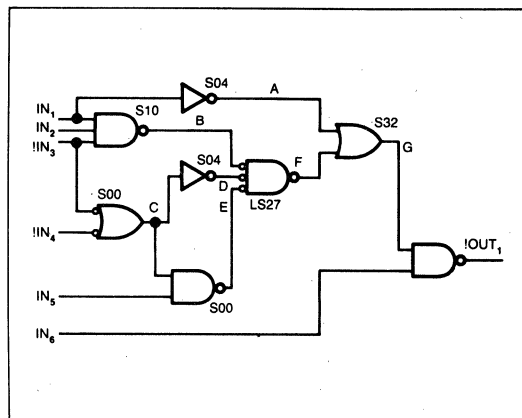 S04
A
IN₁
S10
IN₂
B
S32
!IN₃
S04
F
G
S00
D
C
E
LS27
!OUT₁
!IN₄
IN₅
S00
IN₆